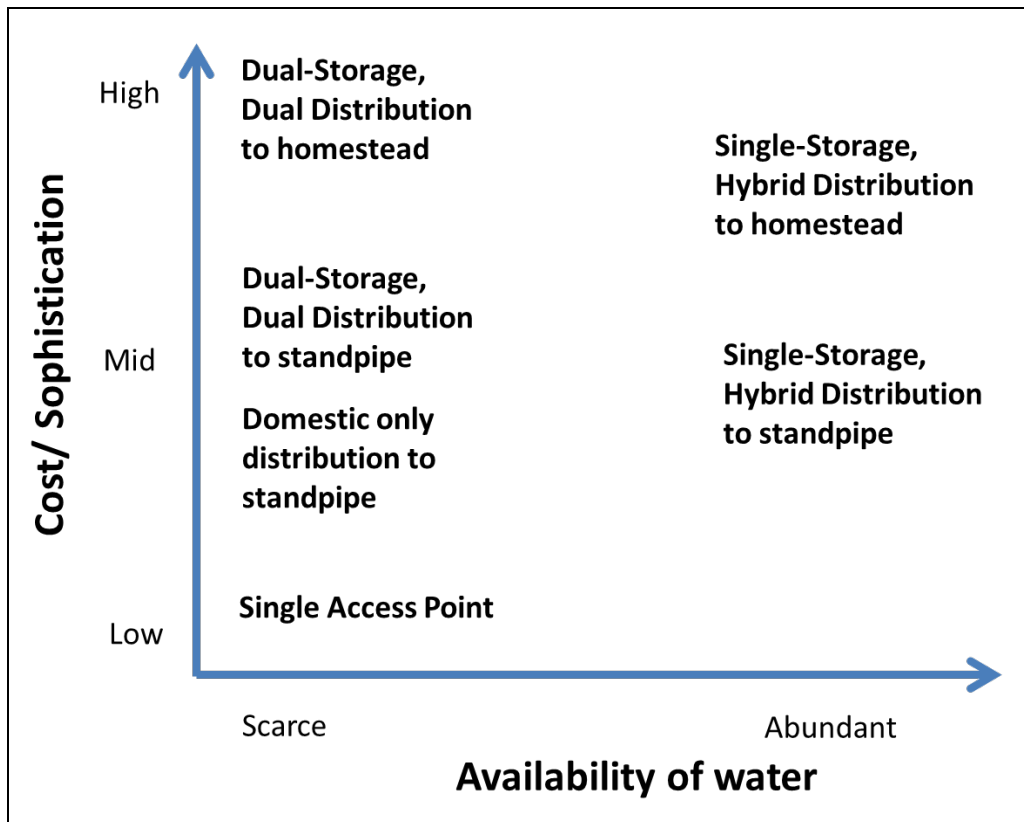 High
Dual-Storage,
Dual Distribution
to homestead
Single-Storage,
Hybrid Distribution
to homestead
Cost/ Sophistication
Dual-Storage,
Dual Distribution
to standpipe
Mid
Single-Storage,
Hybrid Distribution
to standpipe
Domestic only
distribution to
standpipe
Single Access Point
Low
Scarce
Abundant
Availability of water